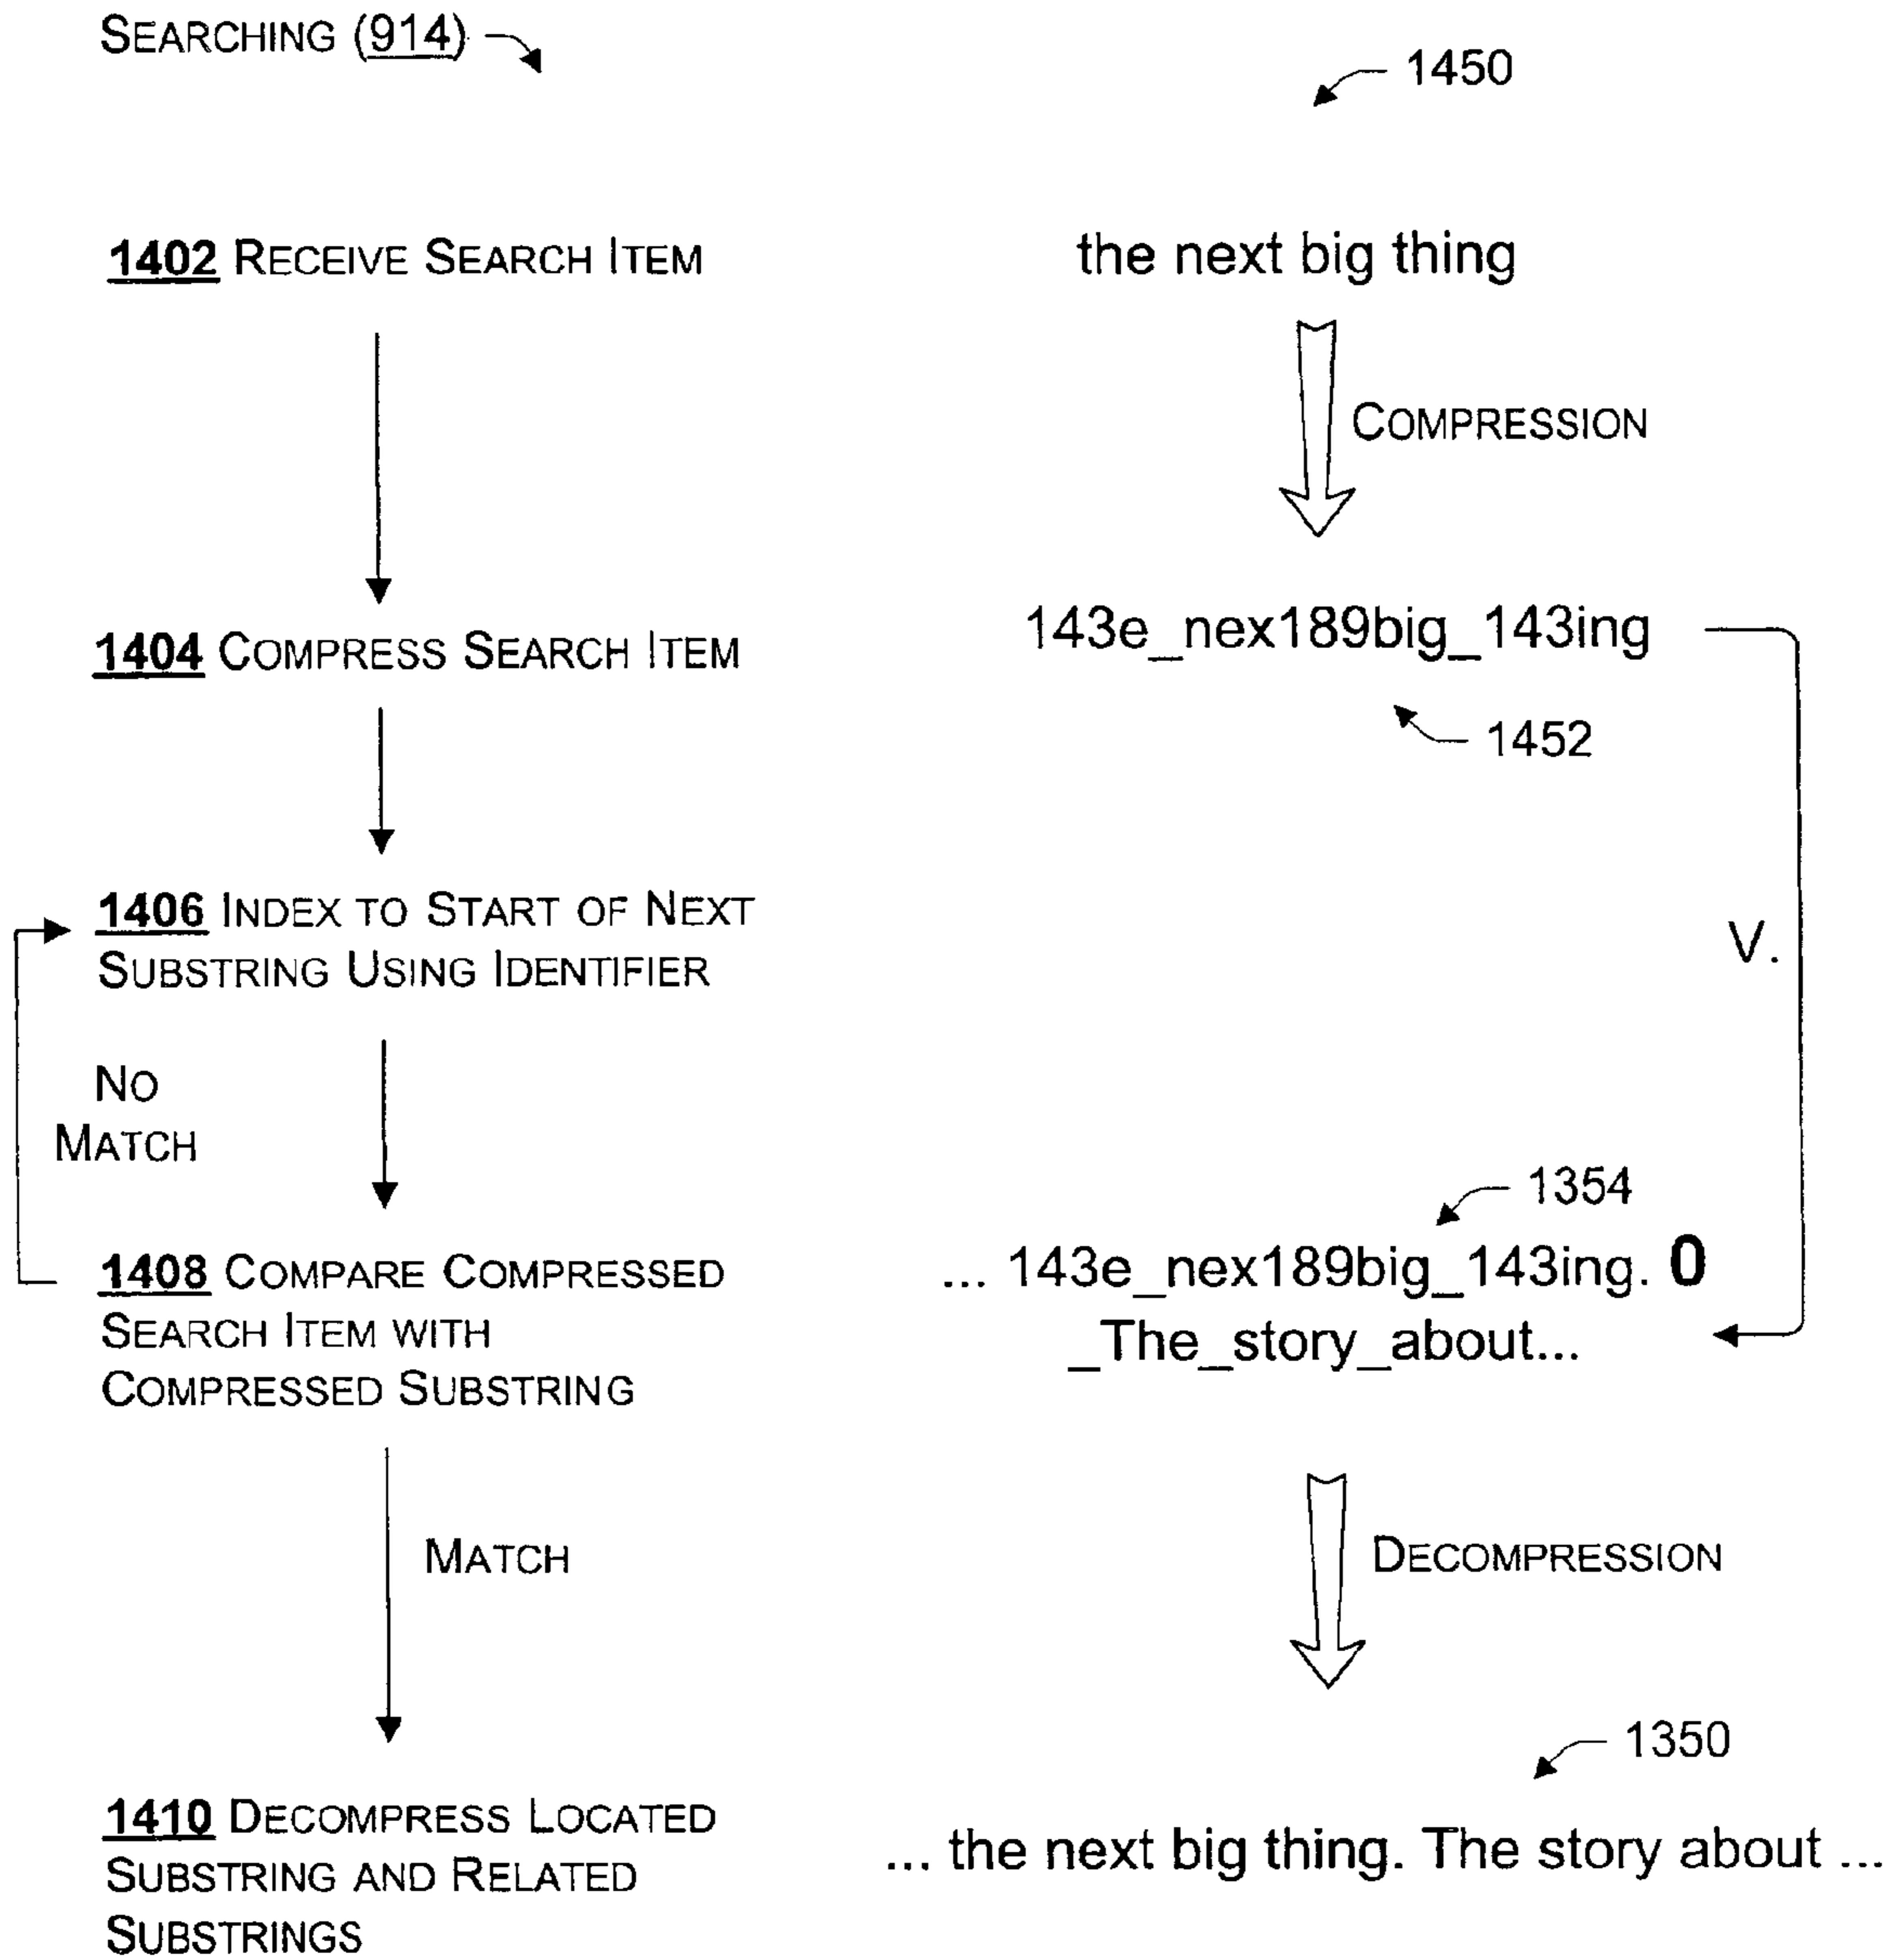 SEARCHING (914)
1450
1402 RECEIVE SEARCH ITEM
the next big thing
COMPRESSION
1404 COMPRESS SEARCH ITEM
143e_nex189big_143ing
1452
1406 INDEX TO START OF NEXT
SUBSTRING USING IDENTIFIER
V.
NO
MATCH
1354
1408 COMPARE COMPRESSED
SEARCH ITEM WITH
COMPRESSED SUBSTRING
... 143e_nex189big_143ing. 0
_The_story_about...
MATCH
DECOMPRESSION
1350
1410 DECOMPRESS LOCATED
SUBSTRING AND RELATED
SUBSTRINGS
... the next big thing. The story about ...